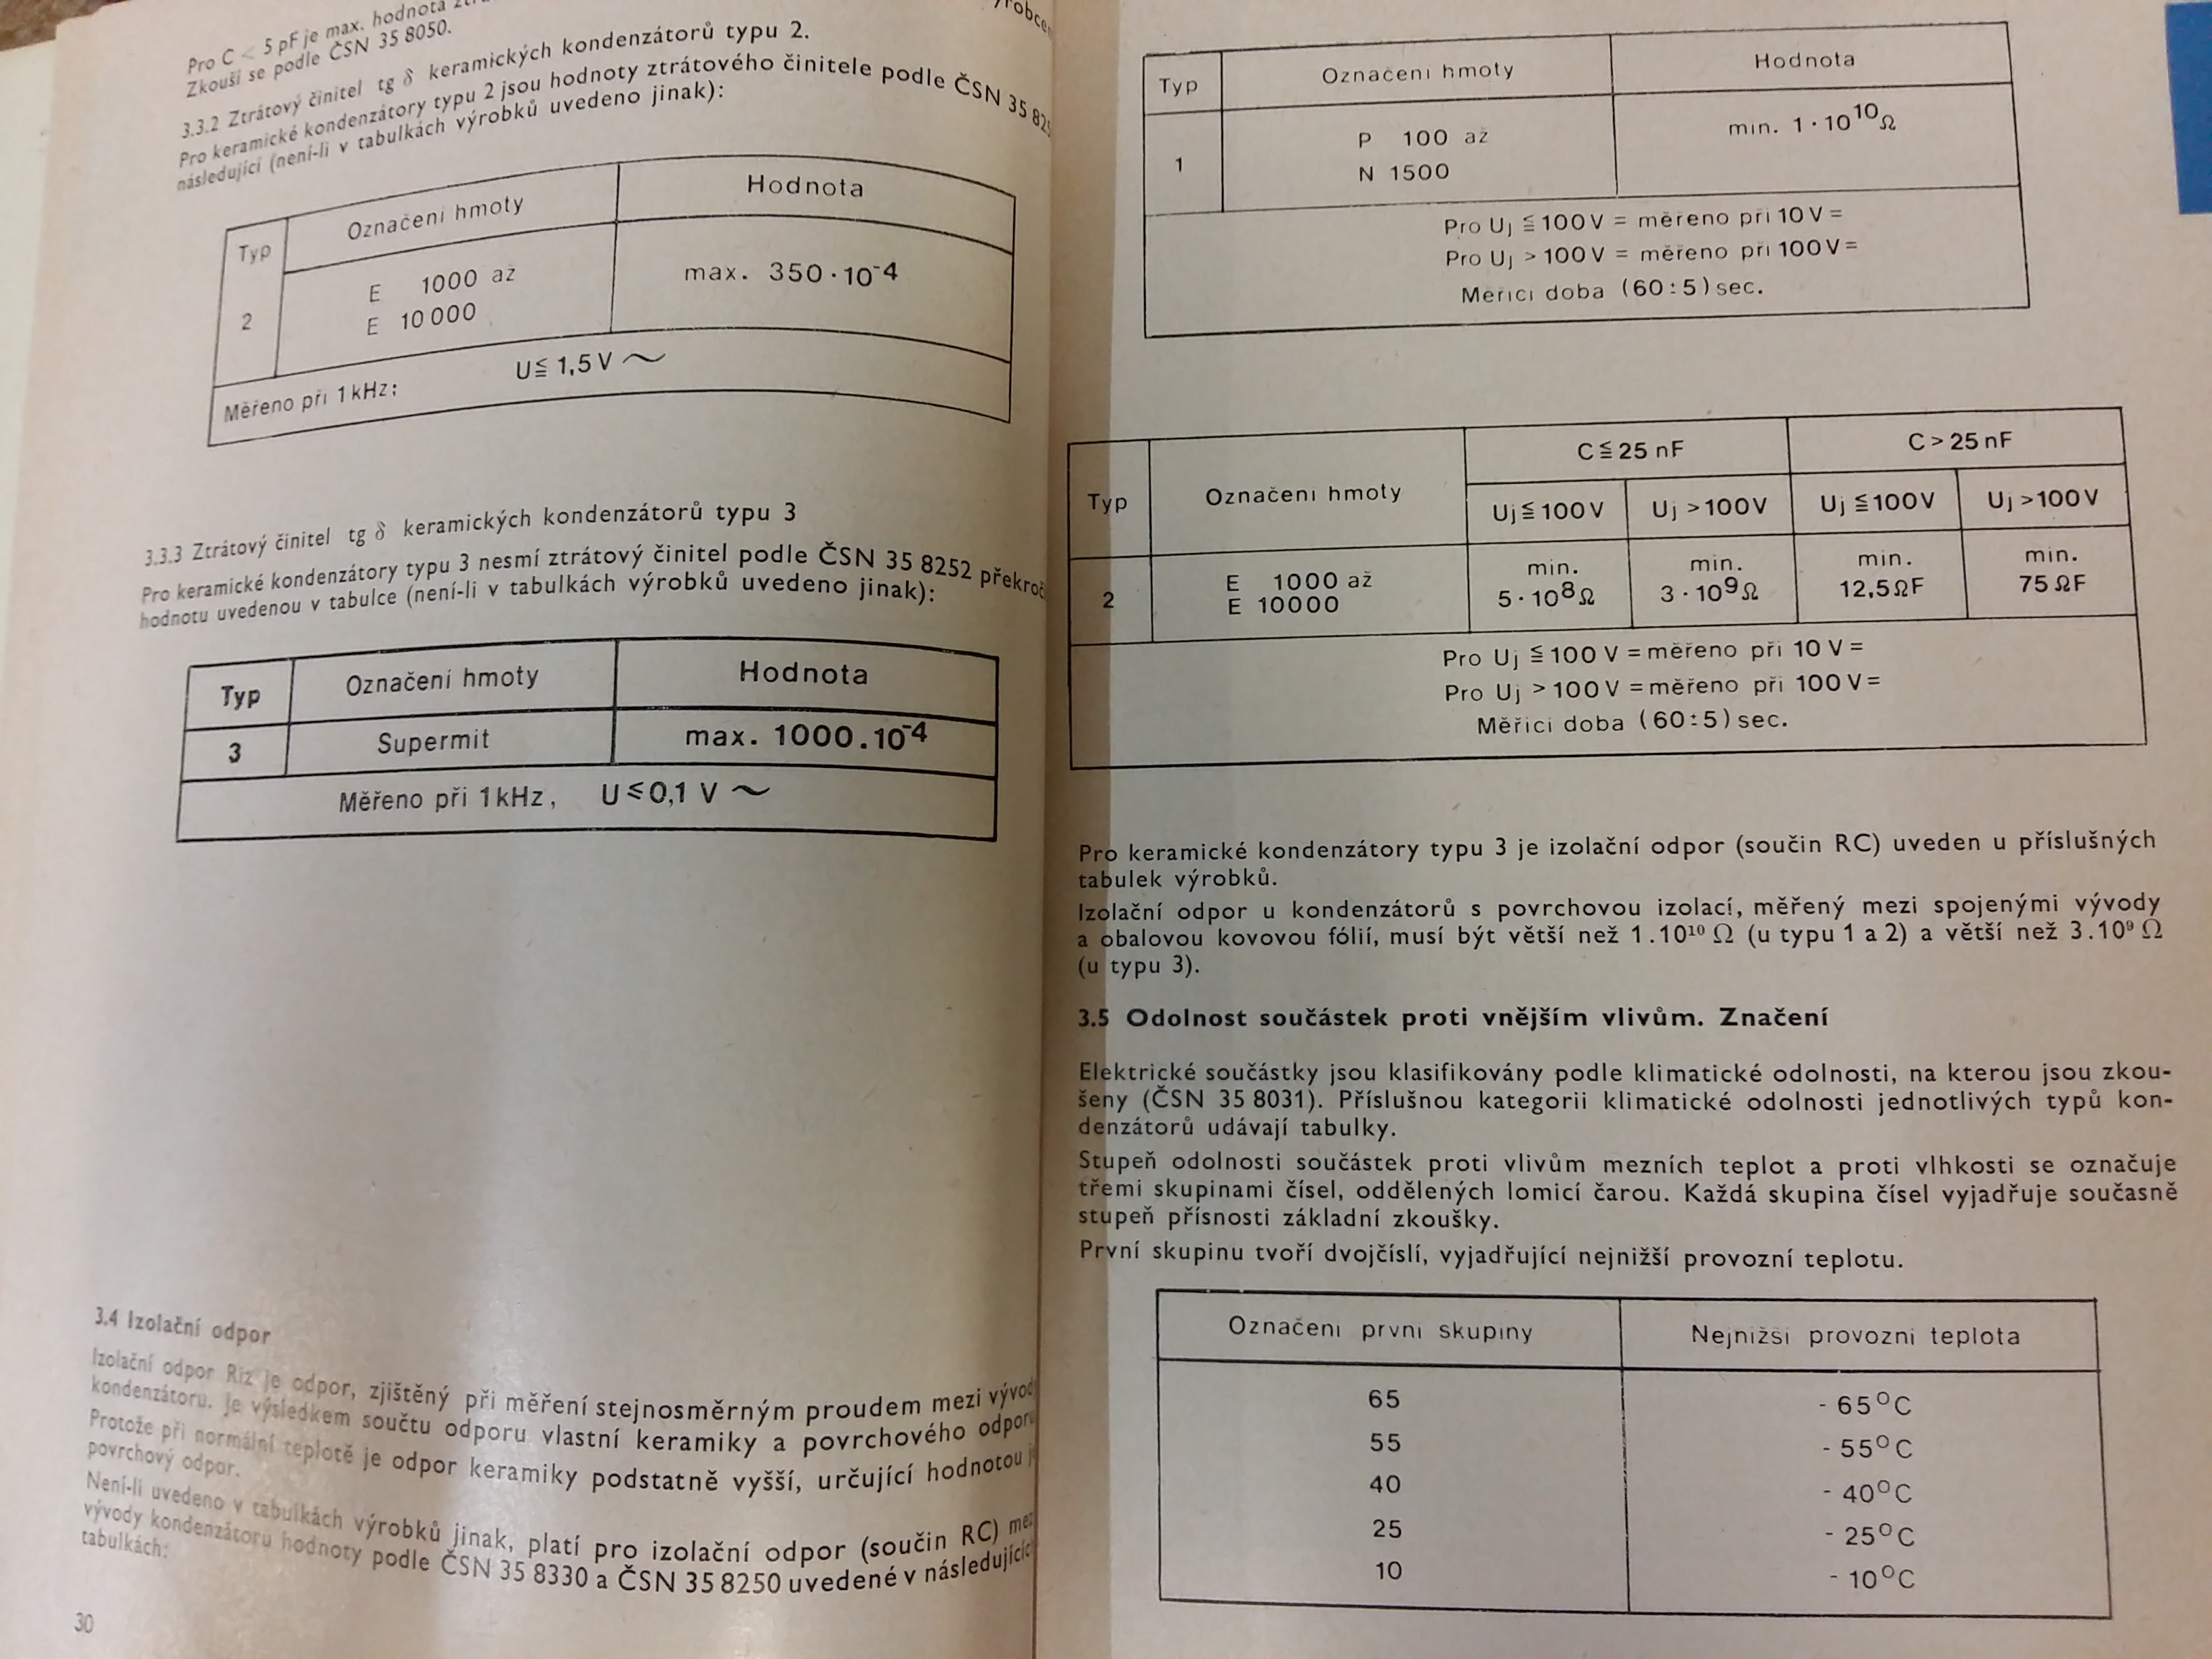 Pro C < 5 pF je max. hodnota
Zkouší se podle ČSN 35 8050.
3.3.2 Ztrátový činitel tg δ keramických kondenzátorů typu 2.
Pro keramické kondenzátory typu 2 jsou hodnoty ztrátového činitele podle ČSN 35 825
následující (není-li v tabulkách výrobků uvedeno jinak):
Typ Označení hmoty Hodnota
2 E 1000 až
E 10 000
max. 350·10⁻⁴
Měřeno při 1 kHz; U≦ 1,5 V ~
3.3.3 Ztrátový činitel tg δ keramických kondenzátorů typu 3
Pro keramické kondenzátory typu 3 nesmí ztrátový činitel podle ČSN 35 8252 překroč
hodnotu uvedenou v tabulce (není-li v tabulkách výrobků uvedeno jinak):
Typ Označení hmoty Hodnota
3 Supermit max. 1000.10⁻⁴
Měřeno při 1 kHz, U ≤ 0,1 V ~
3.4 Izolační odpor
Izolační odpor Riz je odpor, zjištěný při měření stejnosměrným proudem mezi vývod
kondenzátoru. Je výsledkem součtu odporu vlastní keramiky a povrchového odporu
Protože při normální teplotě je odpor keramiky podstatně vyšší, určující hodnotou j
povrchový odpor.
Není-li uvedeno v tabulkách výrobků jinak, platí pro izolační odpor (součin RC) mez
vývody kondenzátoru hodnoty podle ČSN 35 8330 a ČSN 35 8250 uvedené v následujícíc
tabulkách:
30
Typ Označení hmoty Hodnota
1 P 100 až
N 1500
min. 1·10¹⁰Ω
Pro Uj ≦ 100 V = měřeno při 10 V =
Pro Uj > 100 V = měřeno při 100 V =
Měřicí doba (60±5) sec.
Typ Označení hmoty C≦25 nF C>25 nF
Uj≦100V Uj >100V Uj ≦100V Uj >100V
2 E 1000 až
E 10000
min.
5·10⁸Ω
min.
3·10⁹Ω
min.
12,5ΩF
min.
75ΩF
Pro Uj ≦100 V = měřeno při 10 V =
Pro Uj >100 V = měřeno při 100 V =
Měřicí doba (60±5) sec.
Pro keramické kondenzátory typu 3 je izolační odpor (součin RC) uveden u příslušných
tabulek výrobků.
Izolační odpor u kondenzátorů s povrchovou izolací, měřený mezi spojenými vývody
a obalovou kovovou fólií, musí být větší než 1.10¹⁰ Ω (u typu 1 a 2) a větší než 3.10⁹ Ω
(u typu 3).
3.5 Odolnost součástek proti vnějším vlivům. Značení
Elektrické součástky jsou klasifikovány podle klimatické odolnosti, na kterou jsou zkou-
šeny (ČSN 35 8031). Příslušnou kategorii klimatické odolnosti jednotlivých typů kon-
denzátorů udávají tabulky.
Stupeň odolnosti součástek proti vlivům mezních teplot a proti vlhkosti se označuje
třemi skupinami čísel, oddělených lomicí čarou. Každá skupina čísel vyjadřuje současně
stupeň přísnosti základní zkoušky.
První skupinu tvoří dvojčíslí, vyjadřující nejnižší provozní teplotu.
Označení první skupiny Nejnižší provozní teplota
65 - 65°C
55 - 55°C
40 - 40°C
25 - 25°C
10 - 10°C